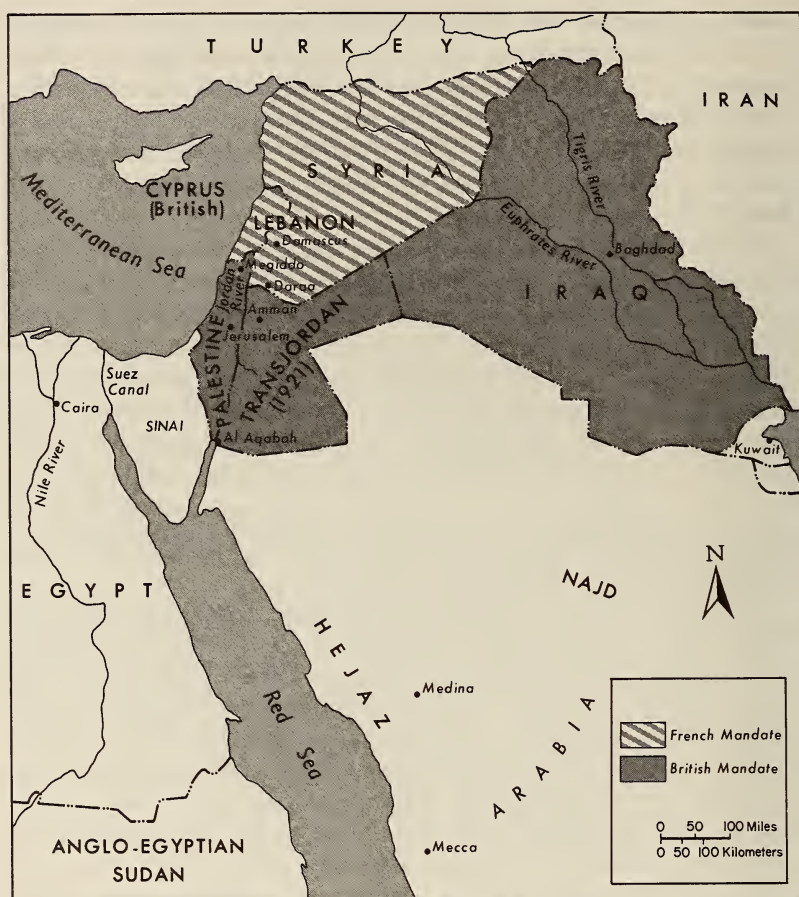 TURKEY
IRAN
SYRIA
Tigris River
CYPRUS
(British)
Mediterranean Sea
LEBANON
Damascus
Euphrates River
Baghdad
Megiddo
Jordan
River
Daraa
IRAQ
Amman
Jerusalem
PALESTINE
TRANSJORDAN
(1921)
Suez
Canal
Caira
SINAI
Al Aqabah
Kuwait
Nile River
N
EGYPT
NAJD
HEJAZ
Medina
Red
Sea
ARABIA
French Mandate
British Mandate
0 50 100 Miles
0 50 100 Kilometers
ANGLO-EGYPTIAN
SUDAN
Mecca